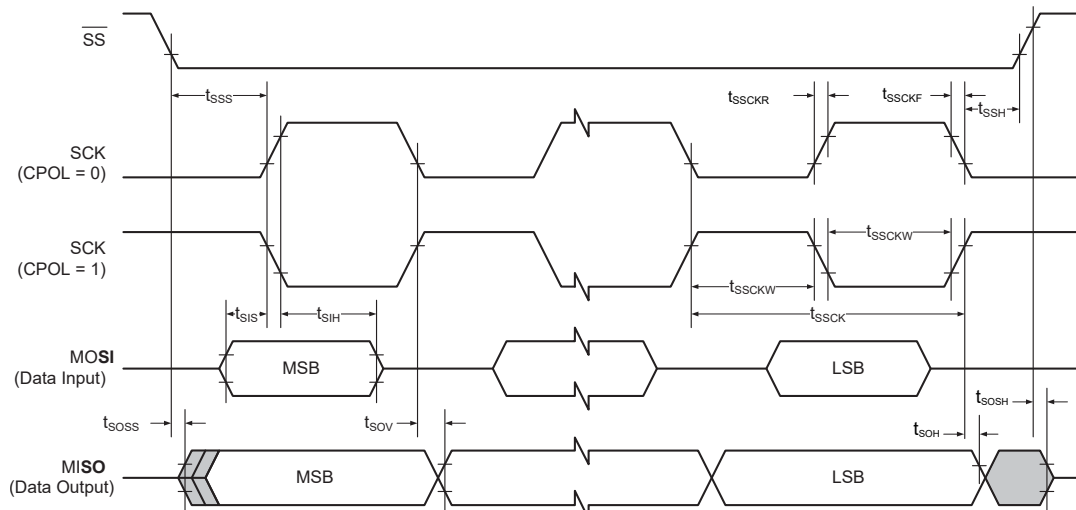 SS
tSSS
tSSCKR
tSSCKF
tSSH
SCK
(CPOL = 0)
SCK
(CPOL = 1)
tSSCKW
tSSCKW
tSIS
tSIH
tSSCK
MOSI
(Data Input)
MSB
LSB
tSOSS
tSOV
tSOH
tSOSH
MISO
(Data Output)
MSB
LSB